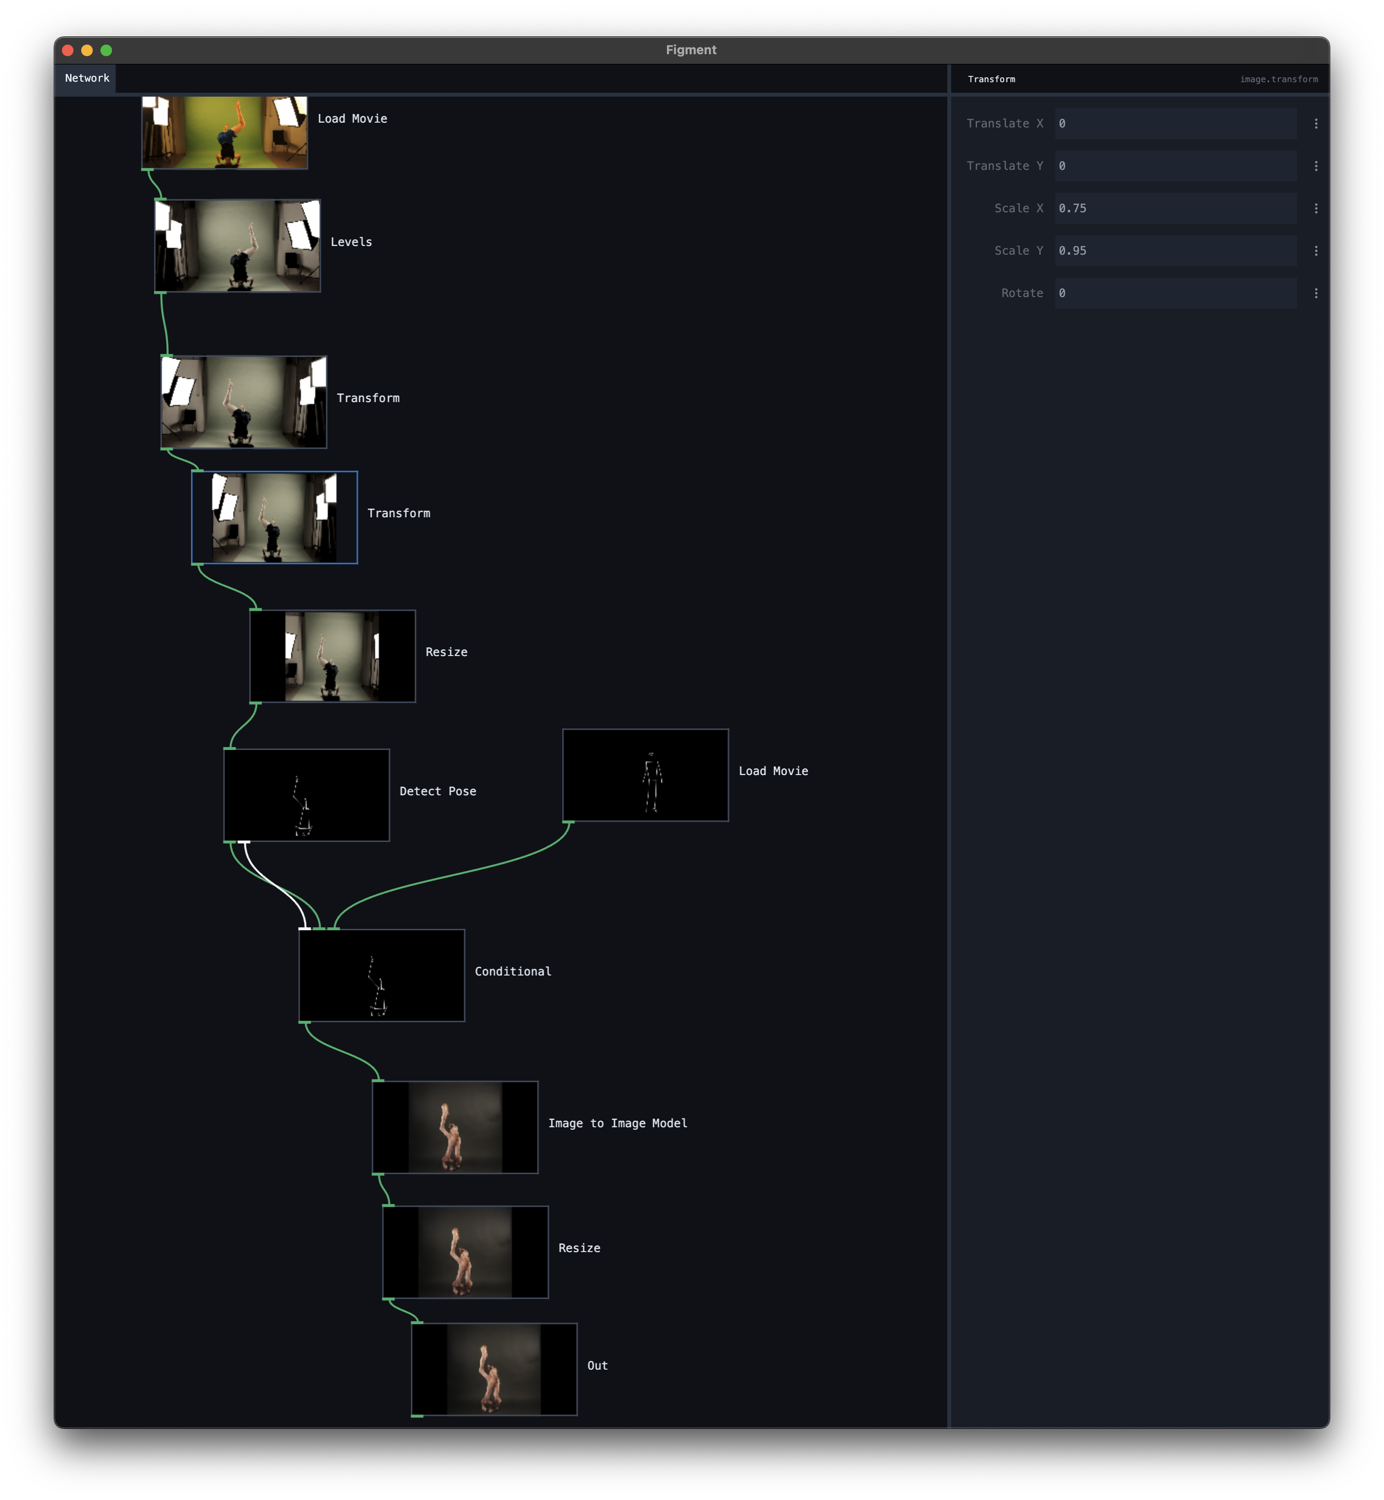 Figment
Network
Load Movie
Levels
Transform
Transform
Resize
Detect Pose
Load Movie
Conditional
Image to Image Model
Resize
Out
Transform image.transform
Translate X 0
Translate Y 0
Scale X 0.75
Scale Y 0.95
Rotate 0